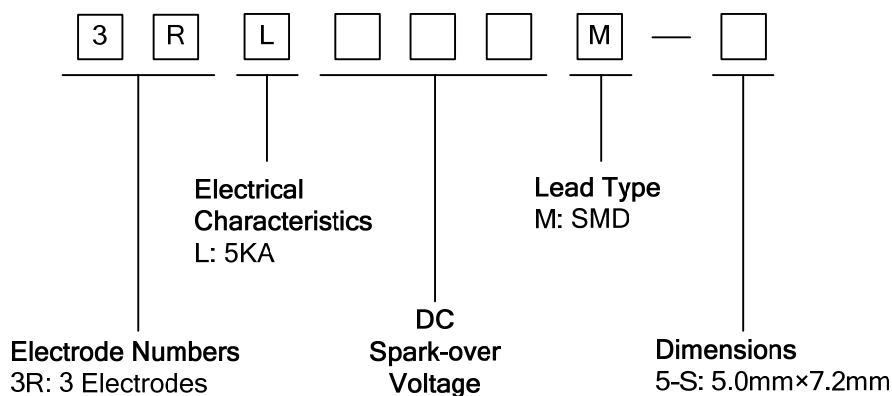 3 R L M —
Electrical
Characteristics
L: 5KA
Lead Type
M: SMD
DC
Spark-over
Voltage
Electrode Numbers
3R: 3 Electrodes
Dimensions
5-S: 5.0mm×7.2mm